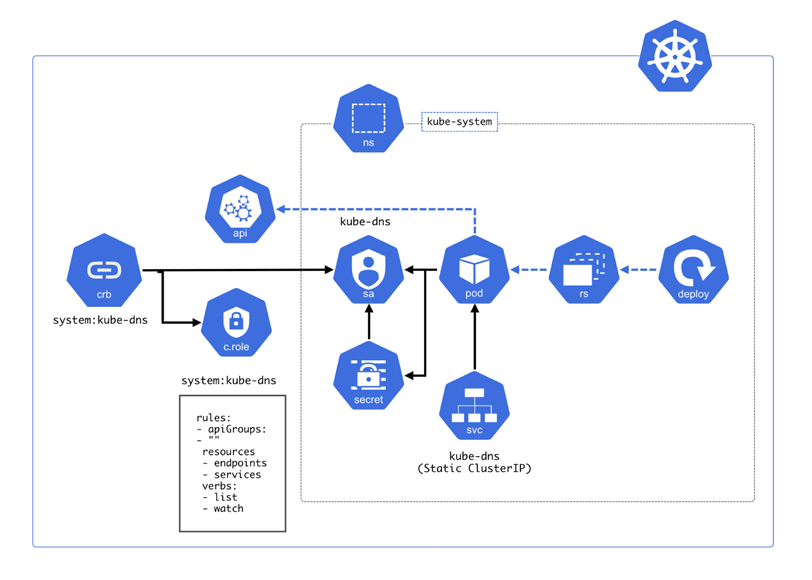 ns
kube-system
api
kube-dns
crb
sa
pod
rs
deploy
system:kube-dns
c.role
secret
svc
system:kube-dns
kube-dns
(Static ClusterIP)
rules:
- apiGroups:
- ""
resources
- endpoints
- services
verbs:
- list
- watch